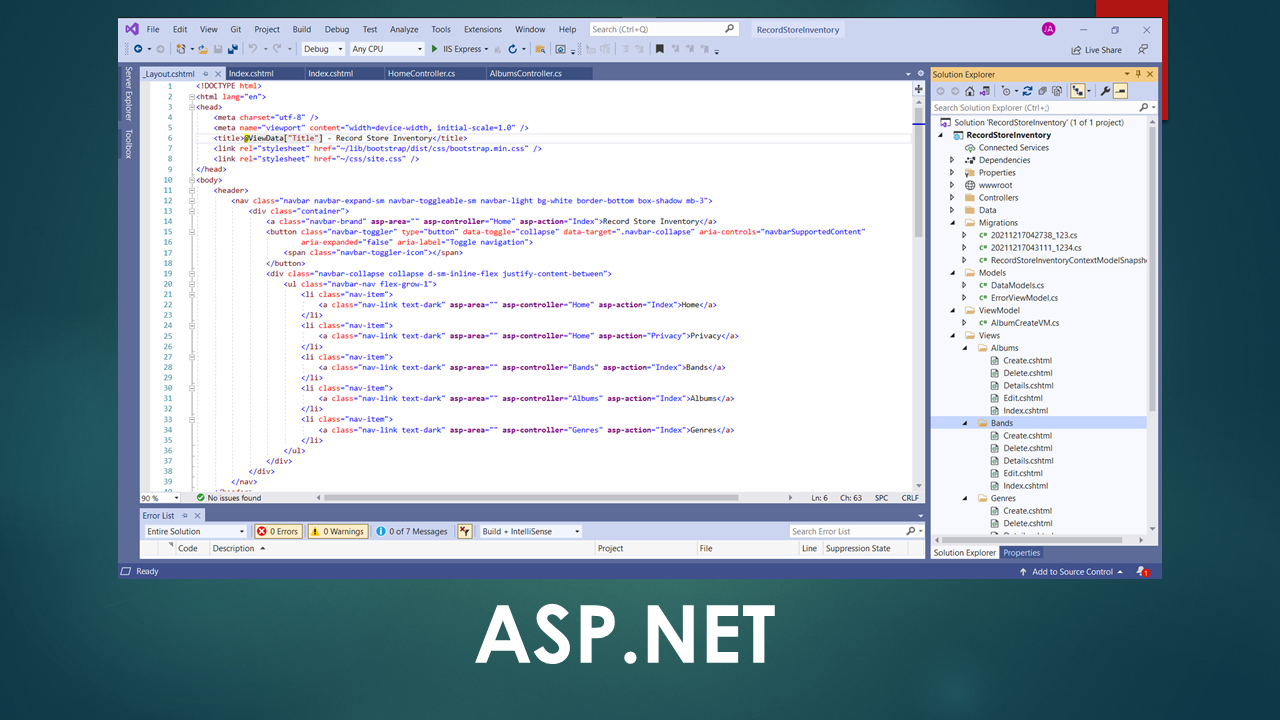 File Edit View Git Project Build Debug Test Analyze Tools Extensions Window Help Search (Ctrl+Q) RecordStoreInventory JA
Debug Any CPU IIS Express Live Share
Server Explorer
Toolbox
_Layout.cshtml Index.cshtml Index.cshtml HomeController.cs AlbumsController.cs
1 <!DOCTYPE html>
2 <html lang="en">
3 <head>
4 <meta charset="utf-8" />
5 <meta name="viewport" content="width=device-width, initial-scale=1.0" />
6 <title>@ViewData["Title"] - Record Store Inventory</title>
7 <link rel="stylesheet" href="~/lib/bootstrap/dist/css/bootstrap.min.css" />
8 <link rel="stylesheet" href="~/css/site.css" />
9 </head>
10 <body>
11 <header>
12 <nav class="navbar navbar-expand-sm navbar-toggleable-sm navbar-light bg-white border-bottom box-shadow mb-3">
13 <div class="container">
14 <a class="navbar-brand" asp-area="" asp-controller="Home" asp-action="Index">Record Store Inventory</a>
15 <button class="navbar-toggler" type="button" data-toggle="collapse" data-target=".navbar-collapse" aria-controls="navbarSupportedContent"
16 aria-expanded="false" aria-label="Toggle navigation">
17 <span class="navbar-toggler-icon"></span>
18 </button>
19 <div class="navbar-collapse collapse d-sm-inline-flex justify-content-between">
20 <ul class="navbar-nav flex-grow-1">
21 <li class="nav-item">
22 <a class="nav-link text-dark" asp-area="" asp-controller="Home" asp-action="Index">Home</a>
23 </li>
24 <li class="nav-item">
25 <a class="nav-link text-dark" asp-area="" asp-controller="Home" asp-action="Privacy">Privacy</a>
26 </li>
27 <li class="nav-item">
28 <a class="nav-link text-dark" asp-area="" asp-controller="Bands" asp-action="Index">Bands</a>
29 </li>
30 <li class="nav-item">
31 <a class="nav-link text-dark" asp-area="" asp-controller="Albums" asp-action="Index">Albums</a>
32 </li>
33 <li class="nav-item">
34 <a class="nav-link text-dark" asp-area="" asp-controller="Genres" asp-action="Index">Genres</a>
35 </li>
36 </ul>
37 </div>
38 </div>
39 </nav>
90 % No issues found Ln: 6 Ch: 63 SPC CRLF
Error List
Entire Solution 0 Errors 0 Warnings 0 of 7 Messages Build + IntelliSense Search Error List
Code Description Project File Line Suppression State
Solution Explorer
Search Solution Explorer (Ctrl+;)
Solution 'RecordStoreInventory' (1 of 1 project)
RecordStoreInventory
Connected Services
Dependencies
Properties
wwwroot
Controllers
Data
Migrations
C# 20211217042738_123.cs
C# 20211217043111_1234.cs
C# RecordStoreInventoryContextModelSnapsh
Models
C# DataModels.cs
C# ErrorViewModel.cs
ViewModel
C# AlbumCreateVM.cs
Views
Albums
Create.cshtml
Delete.cshtml
Details.cshtml
Edit.cshtml
Index.cshtml
Bands
Create.cshtml
Delete.cshtml
Details.cshtml
Edit.cshtml
Index.cshtml
Genres
Create.cshtml
Delete.cshtml
Solution Explorer Properties
Ready Add to Source Control 1
ASP.NET